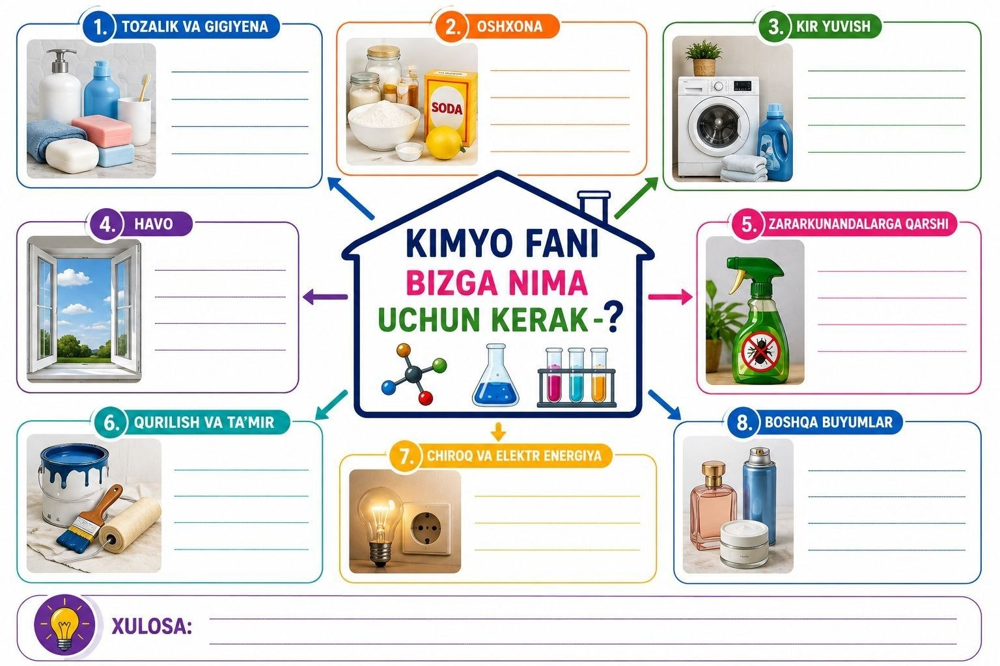 1. TOZALIK VA GIGIYENA
2. OSHXONA
SODA
3. KIR YUVISH
4. HAVO
KIMYO FANI
BIZGA NIMA
UCHUN KERAK -?
5. ZARARKUNANDALARGA QARSHI
6. QURILISH VA TA’MIR
7. CHIROQ VA ELEKTR ENERGIYA
8. BOSHQA BUYUMLAR
XULOSA: